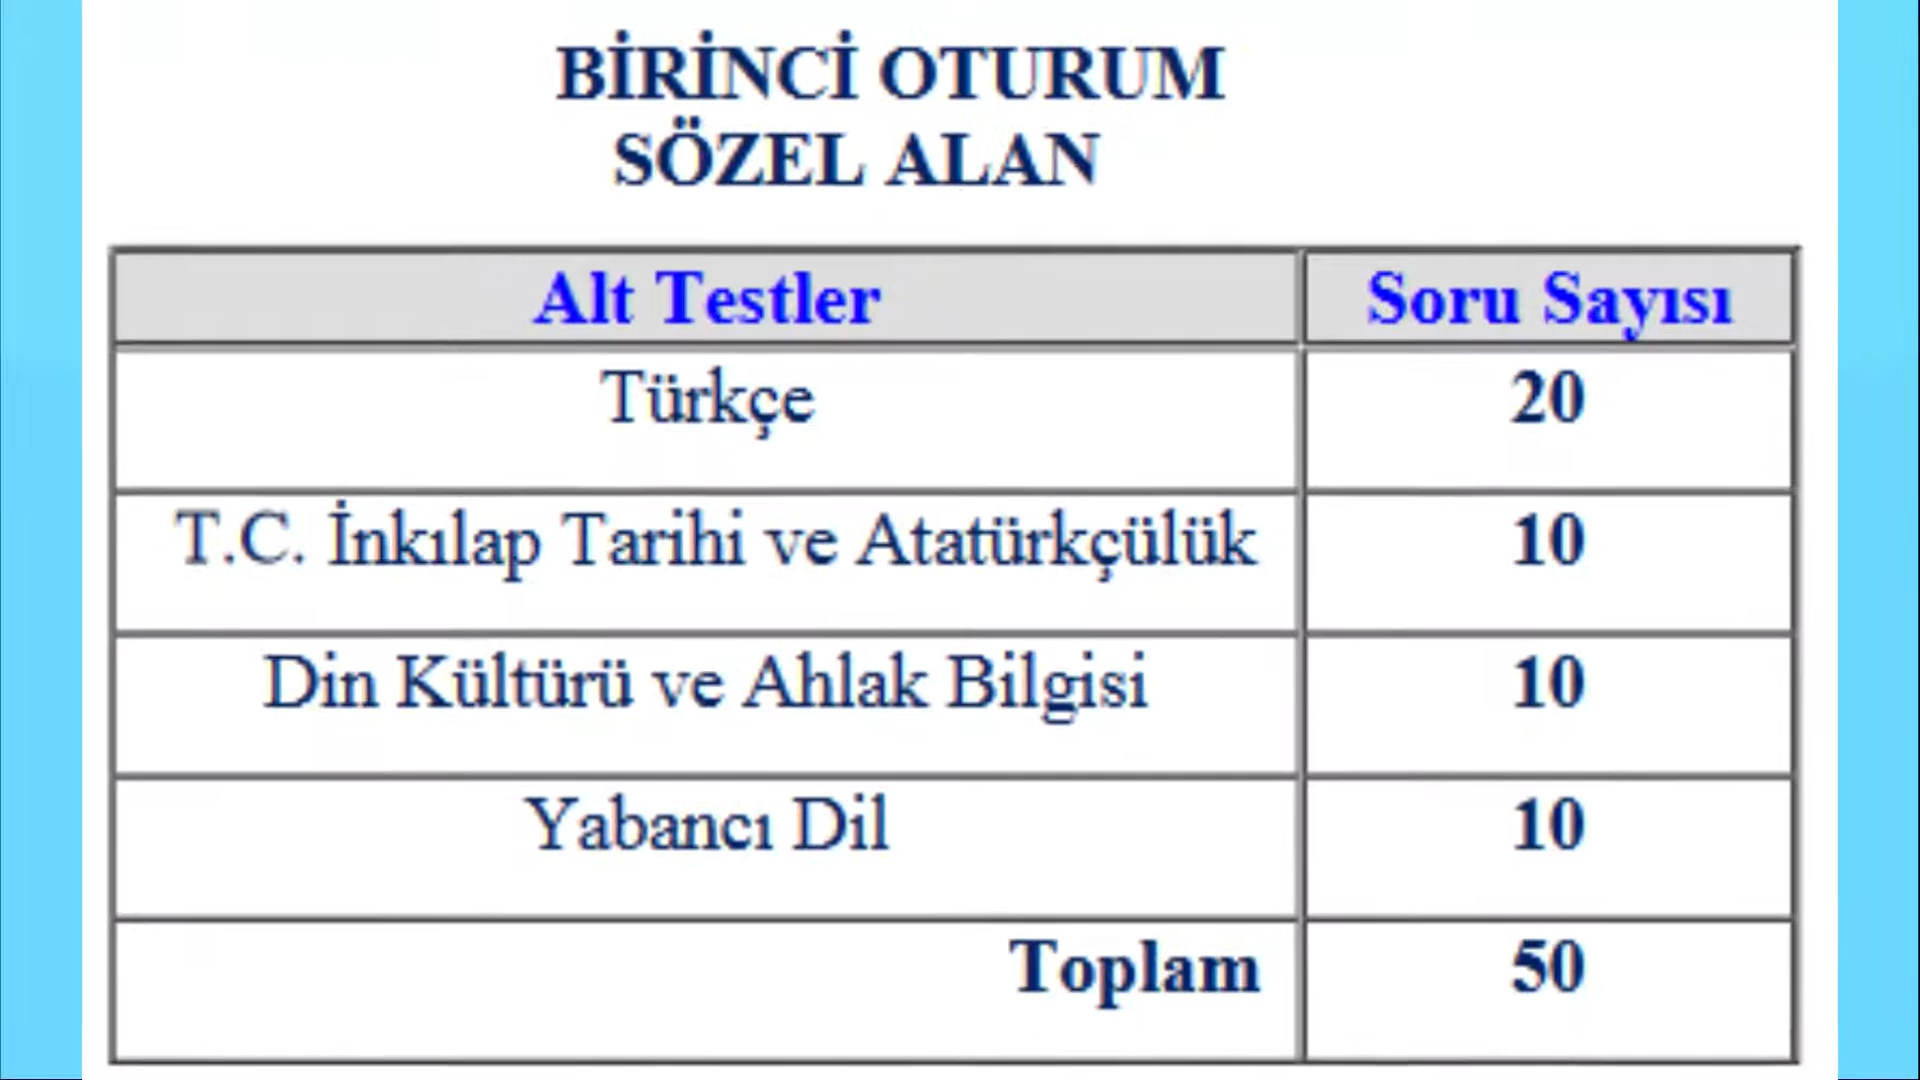 BİRİNCİ OTURUM
SÖZEL ALAN
Alt Testler Soru Sayısı
Türkçe 20
T.C. İnkılap Tarihi ve Atatürkçülük 10
Din Kültürü ve Ahlak Bilgisi 10
Yabancı Dil 10
Toplam 50